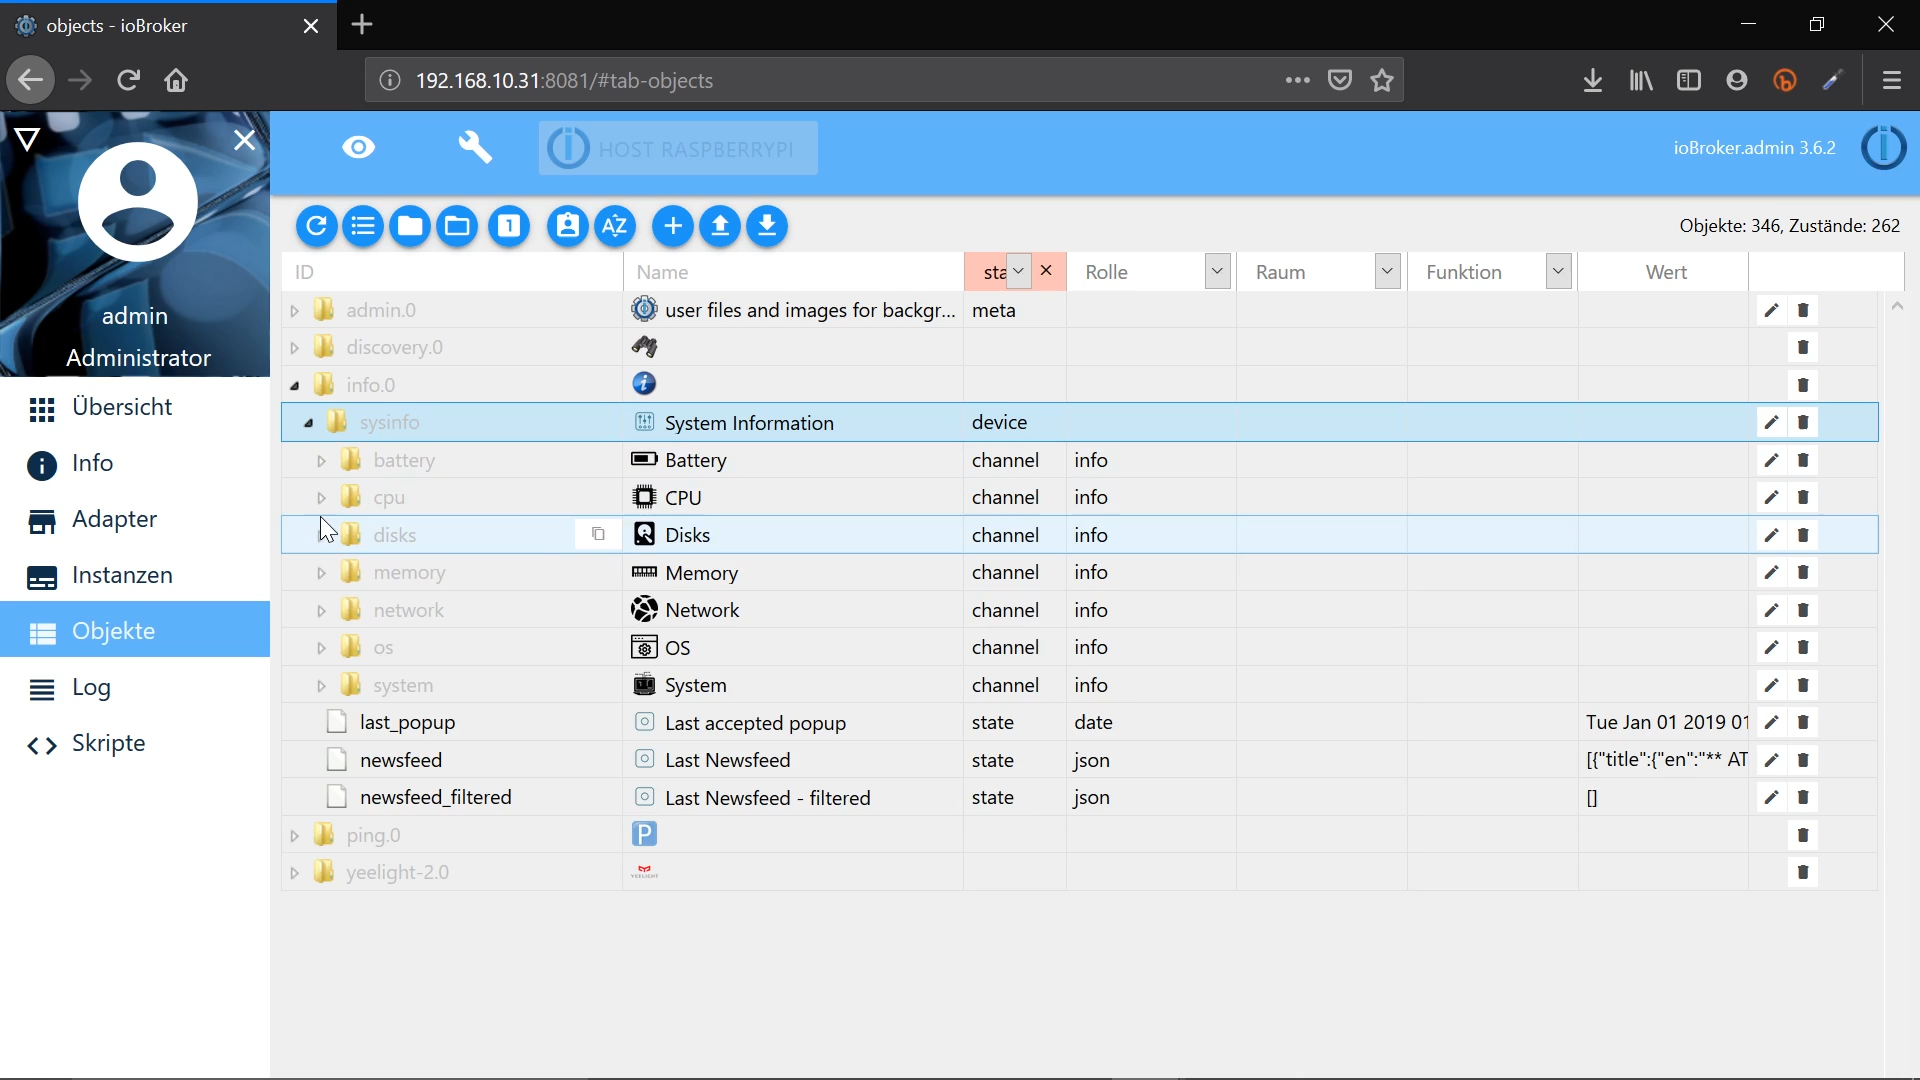 objects - ioBroker
192.168.10.31:8081/#tab-objects
HOST RASPBERRYPI
ioBroker.admin 3.6.2
admin
Administrator
Übersicht
Info
Adapter
Instanzen
Objekte
Log
Skripte
1
AZ
Objekte: 346, Zustände: 262
ID Name sta Rolle Raum Funktion Wert
admin.0 user files and images for backgr... meta
discovery.0
info.0
sysinfo System Information device
battery Battery channel info
cpu CPU channel info
disks Disks channel info
memory Memory channel info
network Network channel info
os OS channel info
system System channel info
last_popup Last accepted popup state date Tue Jan 01 2019 01
newsfeed Last Newsfeed state json [{"title":{"en":"** AT
newsfeed_filtered Last Newsfeed - filtered state json []
ping.0 P
yeelight-2.0 YEELIGHT